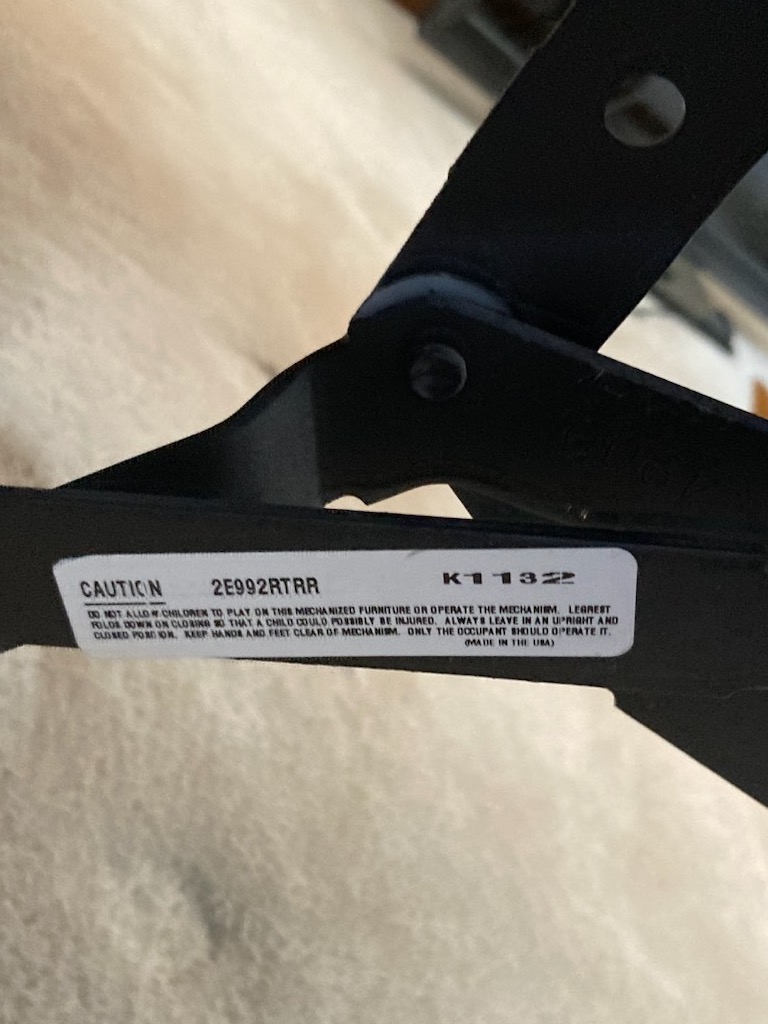 CAUTION 2E992RTRR K1132
DO NOT ALLOW CHILDREN TO PLAY ON THIS MECHANIZED FURNITURE OR OPERATE THE MECHANISM. LEGREST
FOLDS DOWN ON CLOSING SO THAT A CHILD COULD POSSIBLY BE INJURED. ALWAYS LEAVE IN AN UPRIGHT AND
CLOSED POSITION. KEEP HANDS AND FEET CLEAR OF MECHANISM. ONLY THE OCCUPANT SHOULD OPERATE IT.
(MADE IN THE USA)